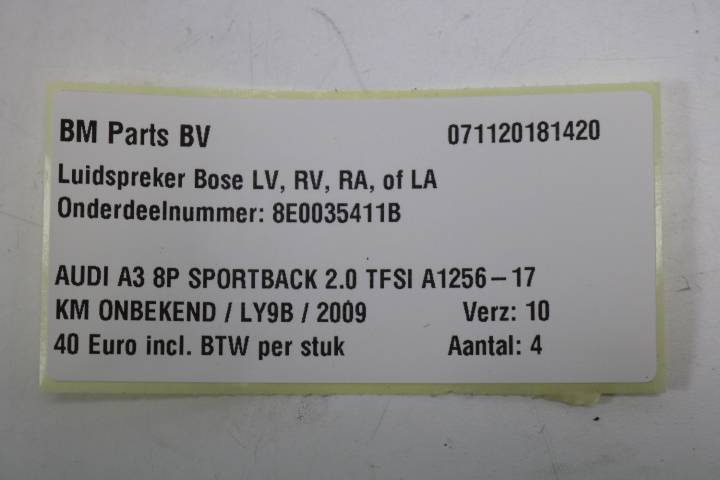 BM Parts BV 071120181420
Luidspreker Bose LV, RV, RA, of LA
Onderdeelnummer: 8E0035411B
AUDI A3 8P SPORTBACK 2.0 TFSI A1256-17
KM ONBEKEND / LY9B / 2009 Verz: 10
40 Euro incl. BTW per stuk Aantal: 4